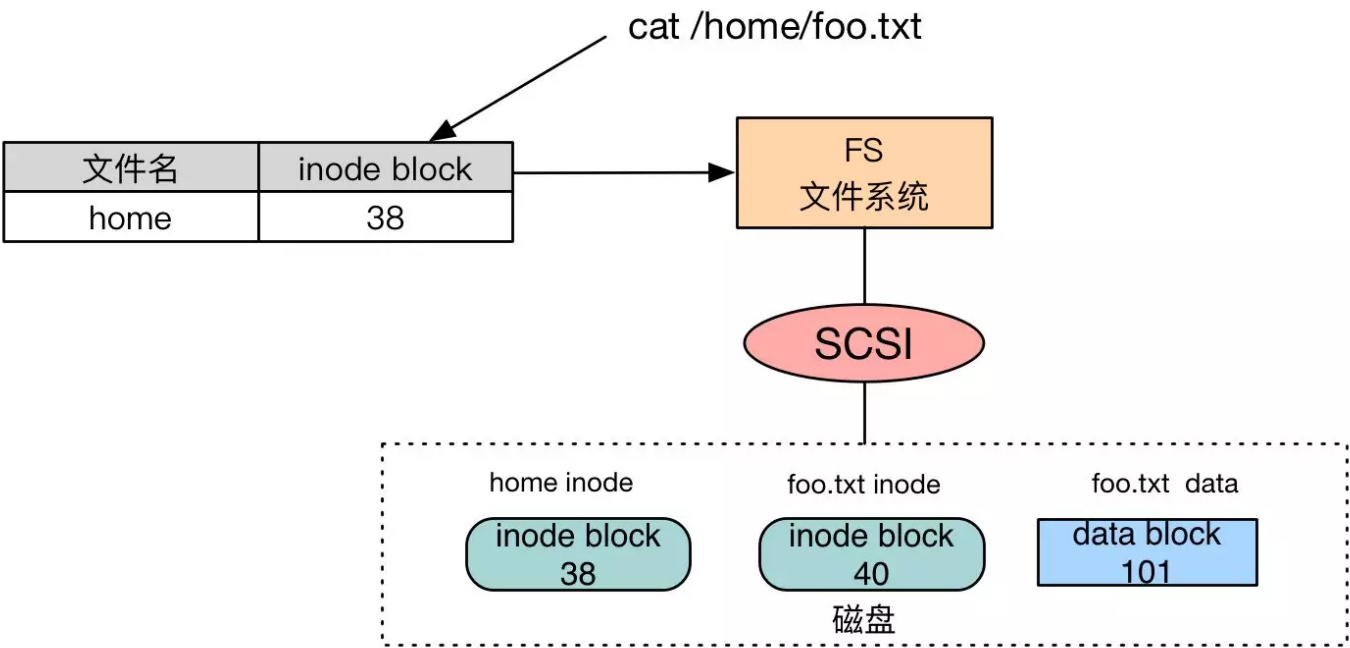 cat /home/foo.txt
文件名 inode block
home 38
FS
文件系统
SCSI
home inode foo.txt inode foo.txt data
inode block inode block data block
38 40 101
磁盘